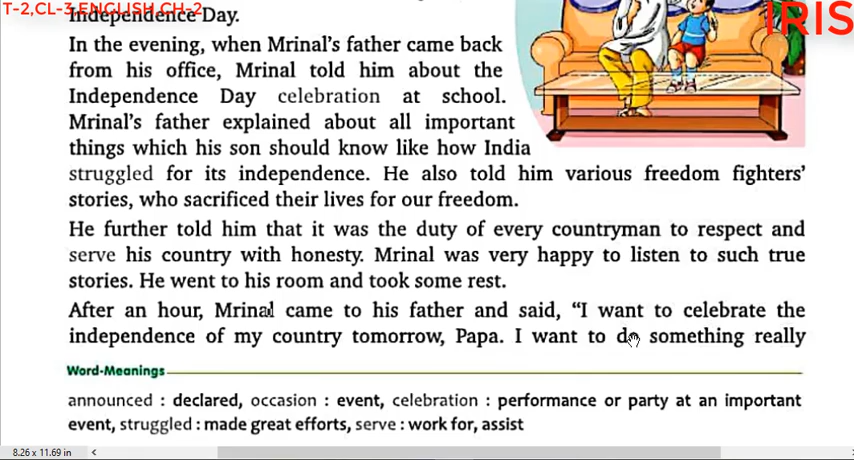 T-2,CL-3,ENGLISH,CH-2
IRIS
Independence Day.
In the evening, when Mrinal's father came back
from his office, Mrinal told him about the
Independence Day celebration at school.
Mrinal's father explained about all important
things which his son should know like how India
struggled for its independence. He also told him various freedom fighters'
stories, who sacrificed their lives for our freedom.
He further told him that it was the duty of every countryman to respect and
serve his country with honesty. Mrinal was very happy to listen to such true
stories. He went to his room and took some rest.
After an hour, Mrinal came to his father and said, “I want to celebrate the
independence of my country tomorrow, Papa. I want to do something really
Word-Meanings
announced : declared, occasion : event, celebration : performance or party at an important
event, struggled : made great efforts, serve : work for, assist
8.26 x 11.69 in